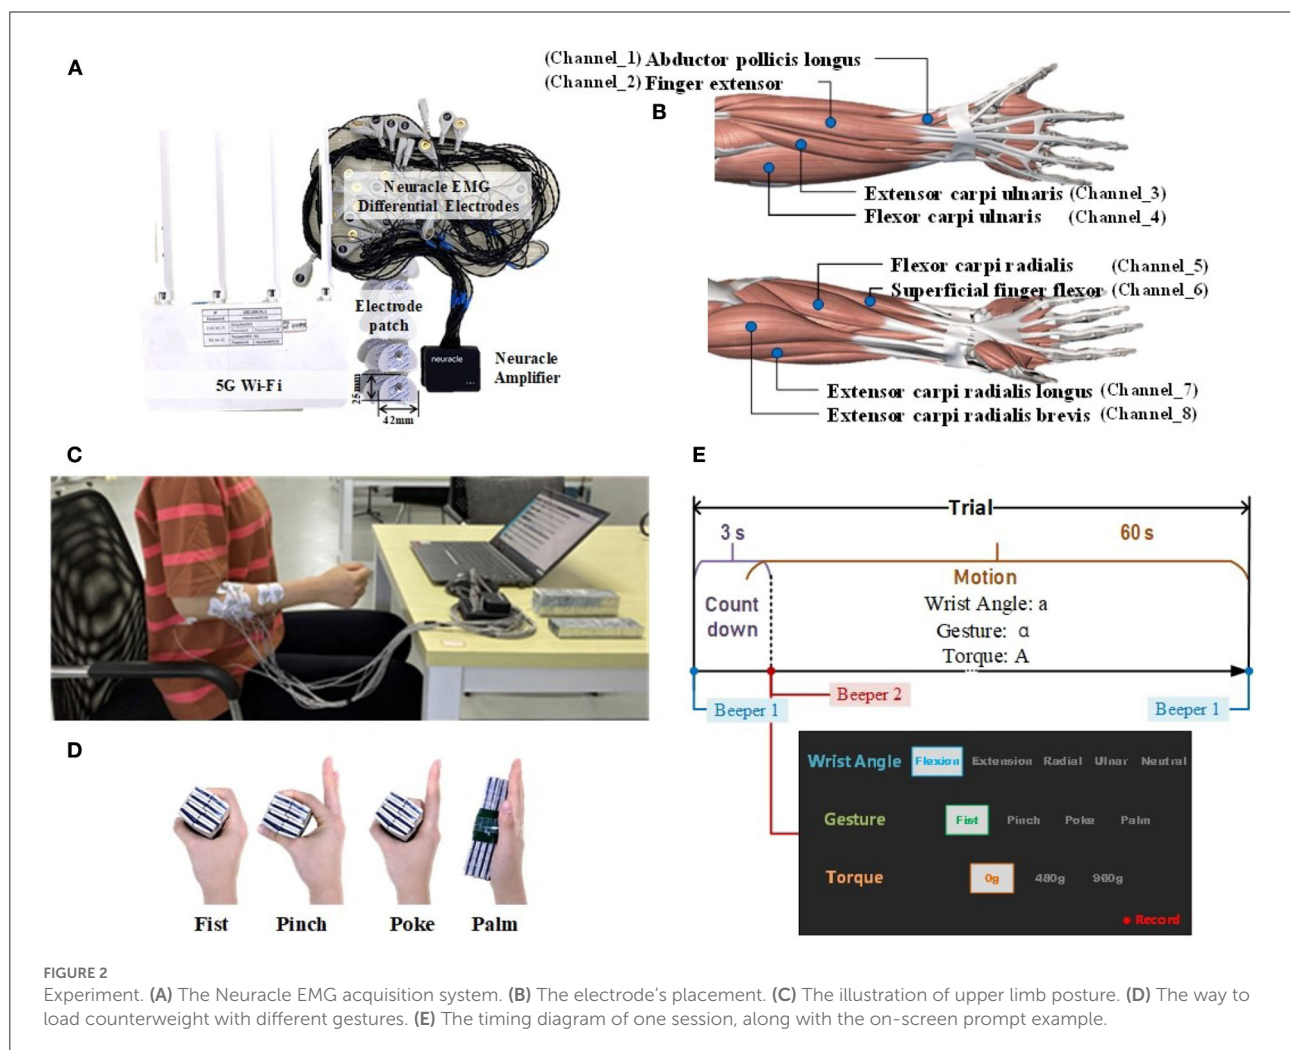 A
(Channel_1) Abductor pollicis longus
(Channel_2) Finger extensor
B
Extensor carpi ulnaris (Channel_3)
Flexor carpi ulnaris (Channel_4)
Flexor carpi radialis (Channel_5)
Superficial finger flexor (Channel_6)
Extensor carpi radialis longus (Channel_7)
Extensor carpi radialis brevis (Channel_8)
Neuracle EMG
Differential Electrodes
Electrode
patch
neuracle
Neuracle
Amplifier
5G Wi-Fi
25mm
42mm
C
D
Fist Pinch Poke Palm
E
Trial
3 s 60 s
Motion
Count
down
Wrist Angle: a
Gesture: α
Torque: A
Beeper 2
Beeper 1 Beeper 1
Wrist Angle Flexion Extension Radial Ulnar Neutral
Gesture Fist Pinch Poke Palm
Torque 0g 480g 960g
Record
FIGURE 2
Experiment. (A) The Neuracle EMG acquisition system. (B) The electrode's placement. (C) The illustration of upper limb posture. (D) The way to
load counterweight with different gestures. (E) The timing diagram of one session, along with the on-screen prompt example.